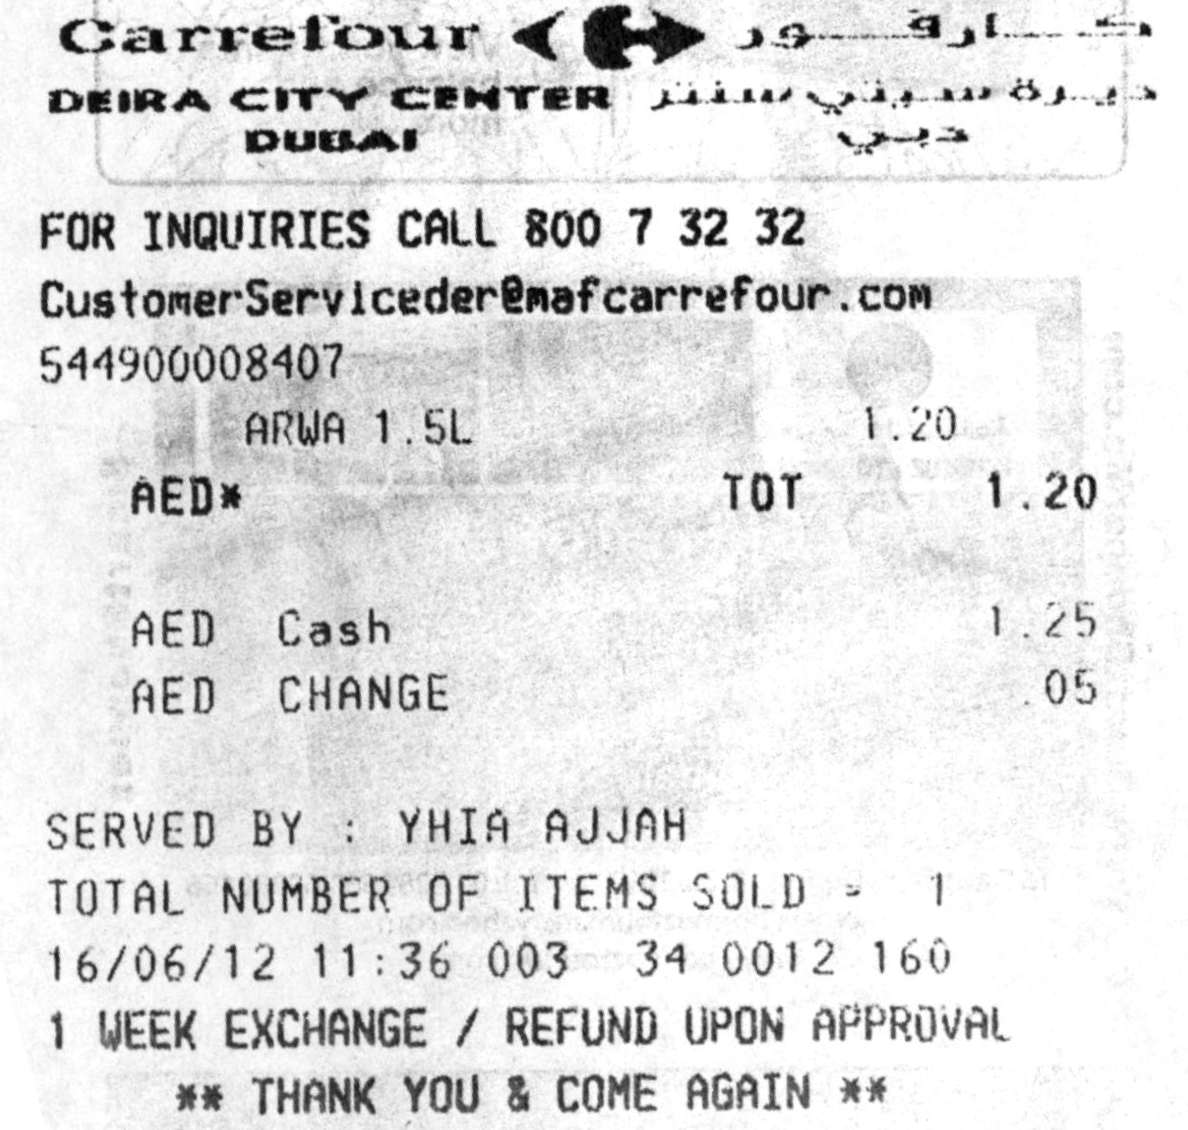 Carrefour كارفور
DEIRA CITY CENTER ديرة سيتي سنتر
DUBAI دبي
FOR INQUIRIES CALL 800 7 32 32
CustomerServiceder@mafcarrefour.com
544900008407
ARWA 1.5L 1.20
AED* TOT 1.20
AED Cash 1.25
AED CHANGE .05
SERVED BY : YHIA AJJAH
TOTAL NUMBER OF ITEMS SOLD = 1
16/06/12 11:36 003 34 0012 160
1 WEEK EXCHANGE / REFUND UPON APPROVAL
** THANK YOU & COME AGAIN **